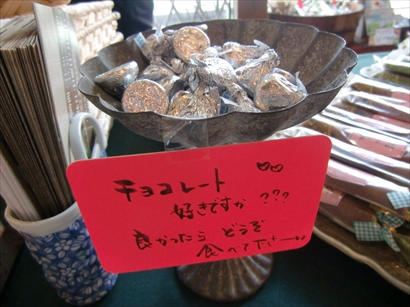 チョコレート
好きですか ???
良かったら どうぞ
食べて下さーい